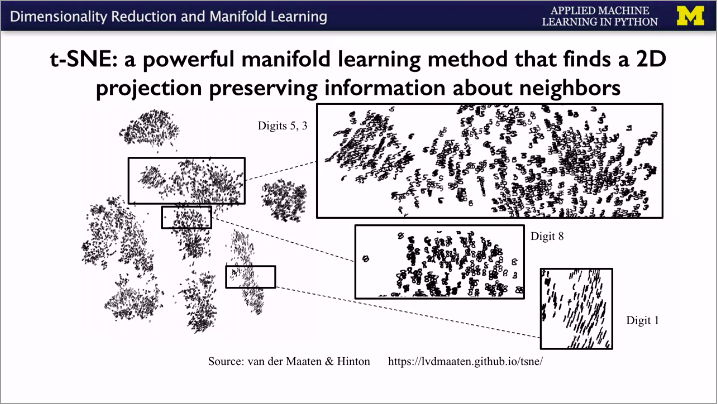 Dimensionality Reduction and Manifold Learning
APPLIED MACHINE
LEARNING IN PYTHON
M
t-SNE: a powerful manifold learning method that finds a 2D
projection preserving information about neighbors
Digits 5, 3
Digit 8
Digit 1
Source: van der Maaten & Hinton https://lvdmaaten.github.io/tsne/